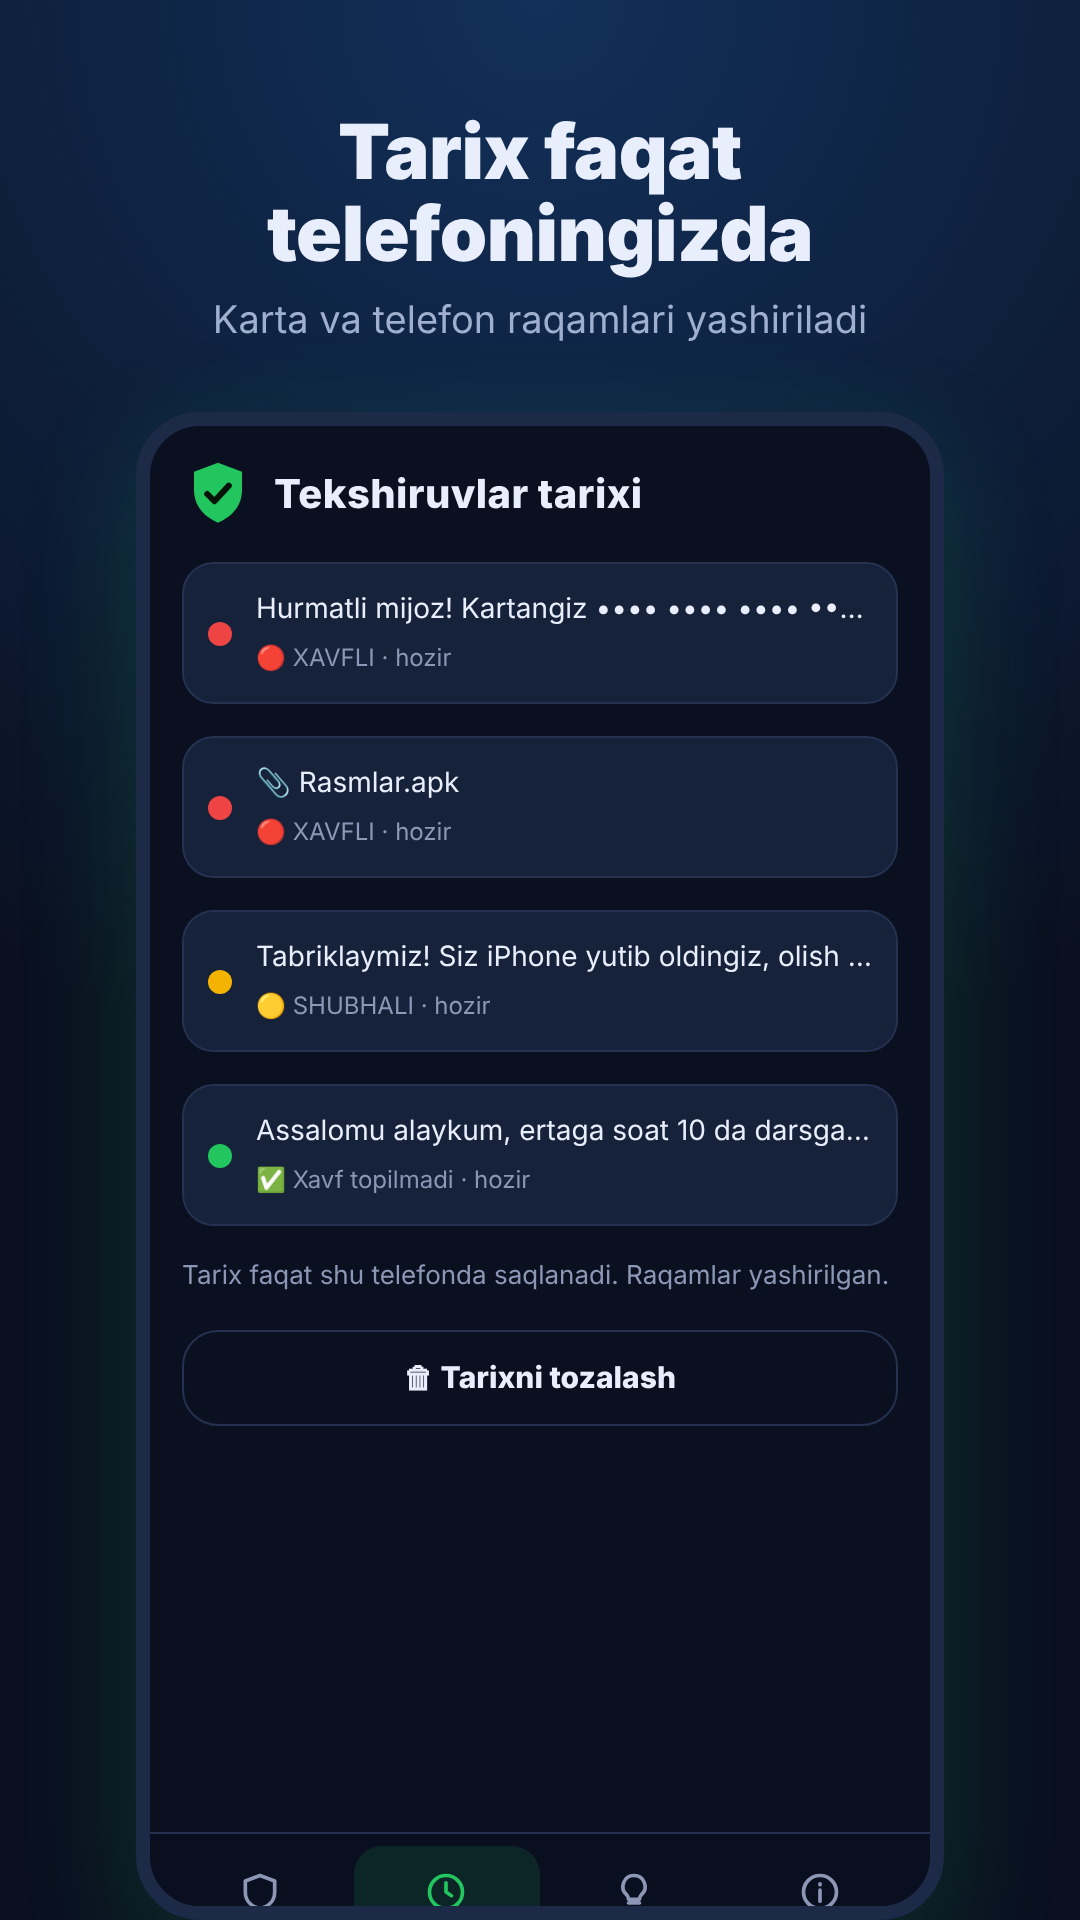 Tarix faqat
telefoningizda
Karta va telefon raqamlari yashiriladi
Tekshiruvlar tarixi
Hurmatli mijoz! Kartangiz •••• •••• •••• ••...
🔴 XAVFLI · hozir
📎 Rasmlar.apk
🔴 XAVFLI · hozir
Tabriklaymiz! Siz iPhone yutib oldingiz, olish ...
🟡 SHUBHALI · hozir
Assalomu alaykum, ertaga soat 10 da darsga...
✅ Xavf topilmadi · hozir
Tarix faqat shu telefonda saqlanadi. Raqamlar yashirilgan.
🗑 Tarixni tozalash